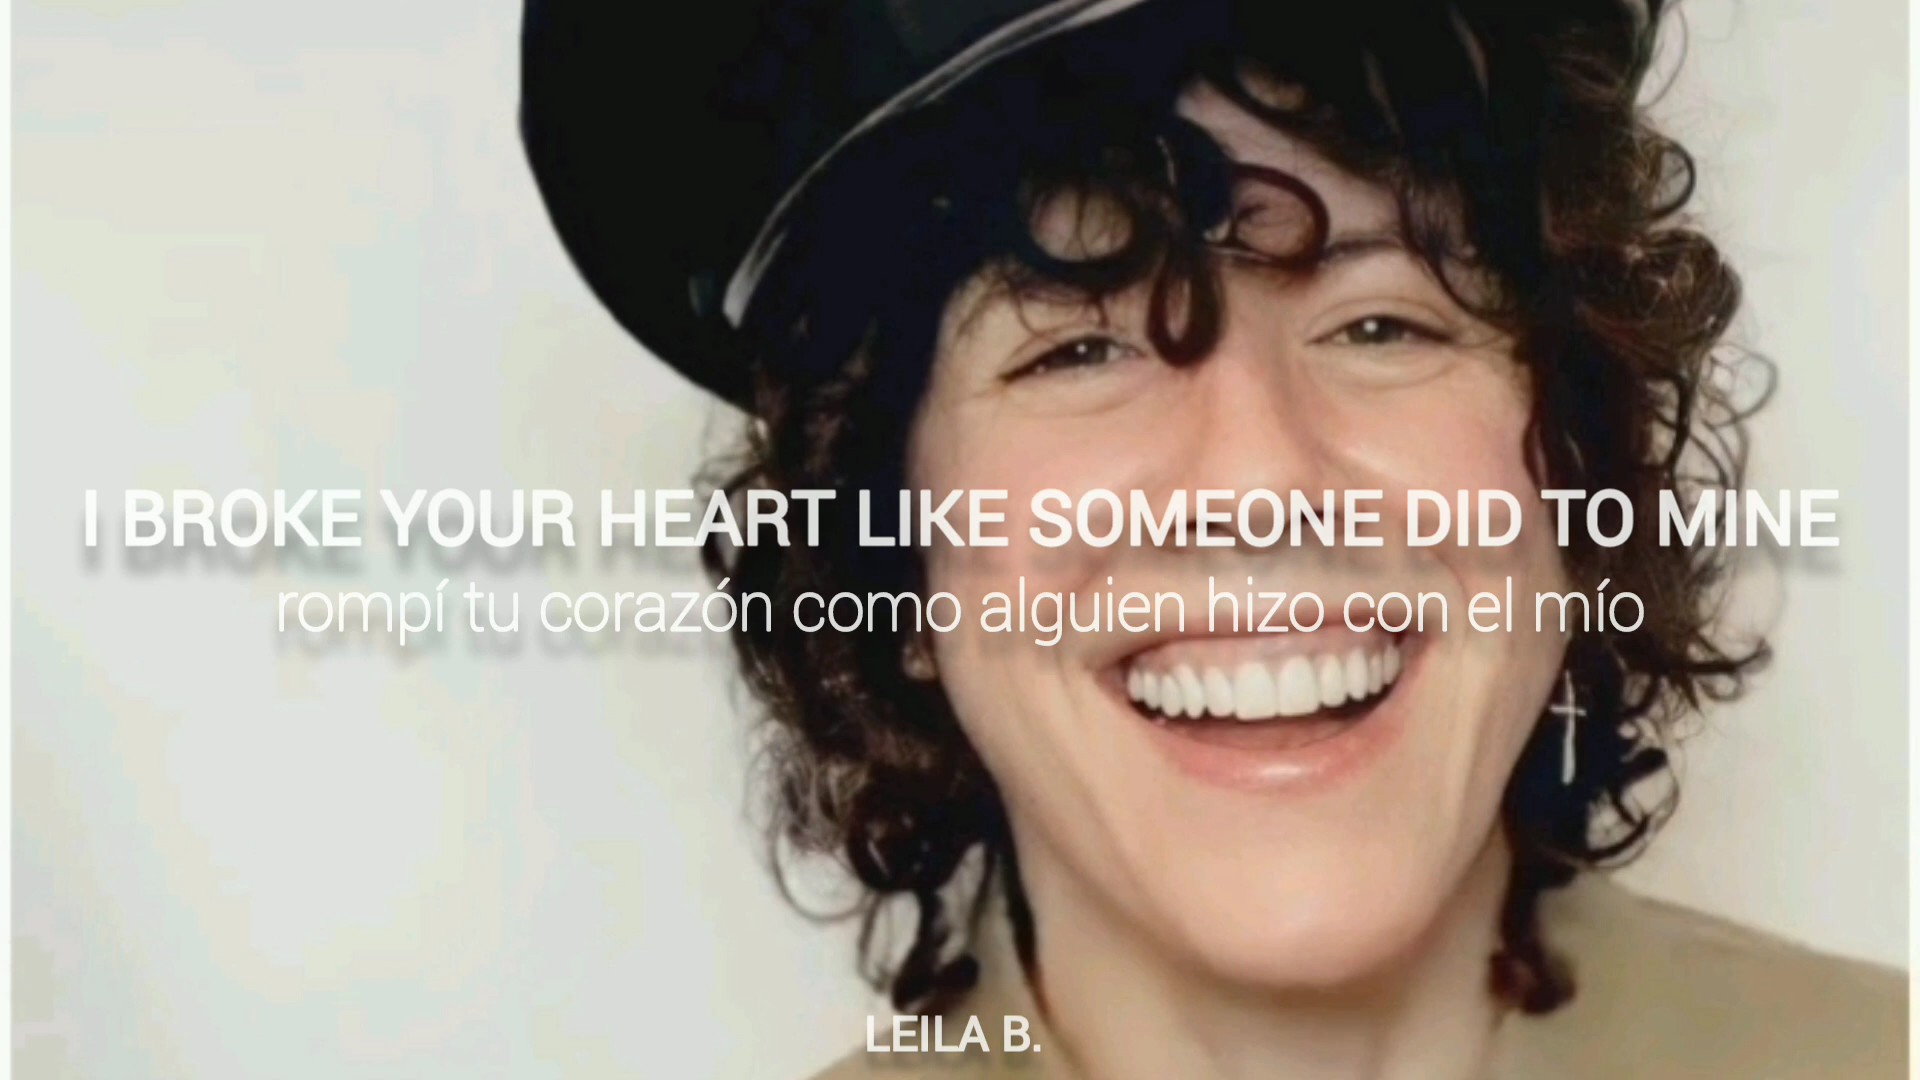 I BROKE YOUR HEART LIKE SOMEONE DID TO MINE
rompí tu corazón como alguien hizo con el mío
LEILA B.